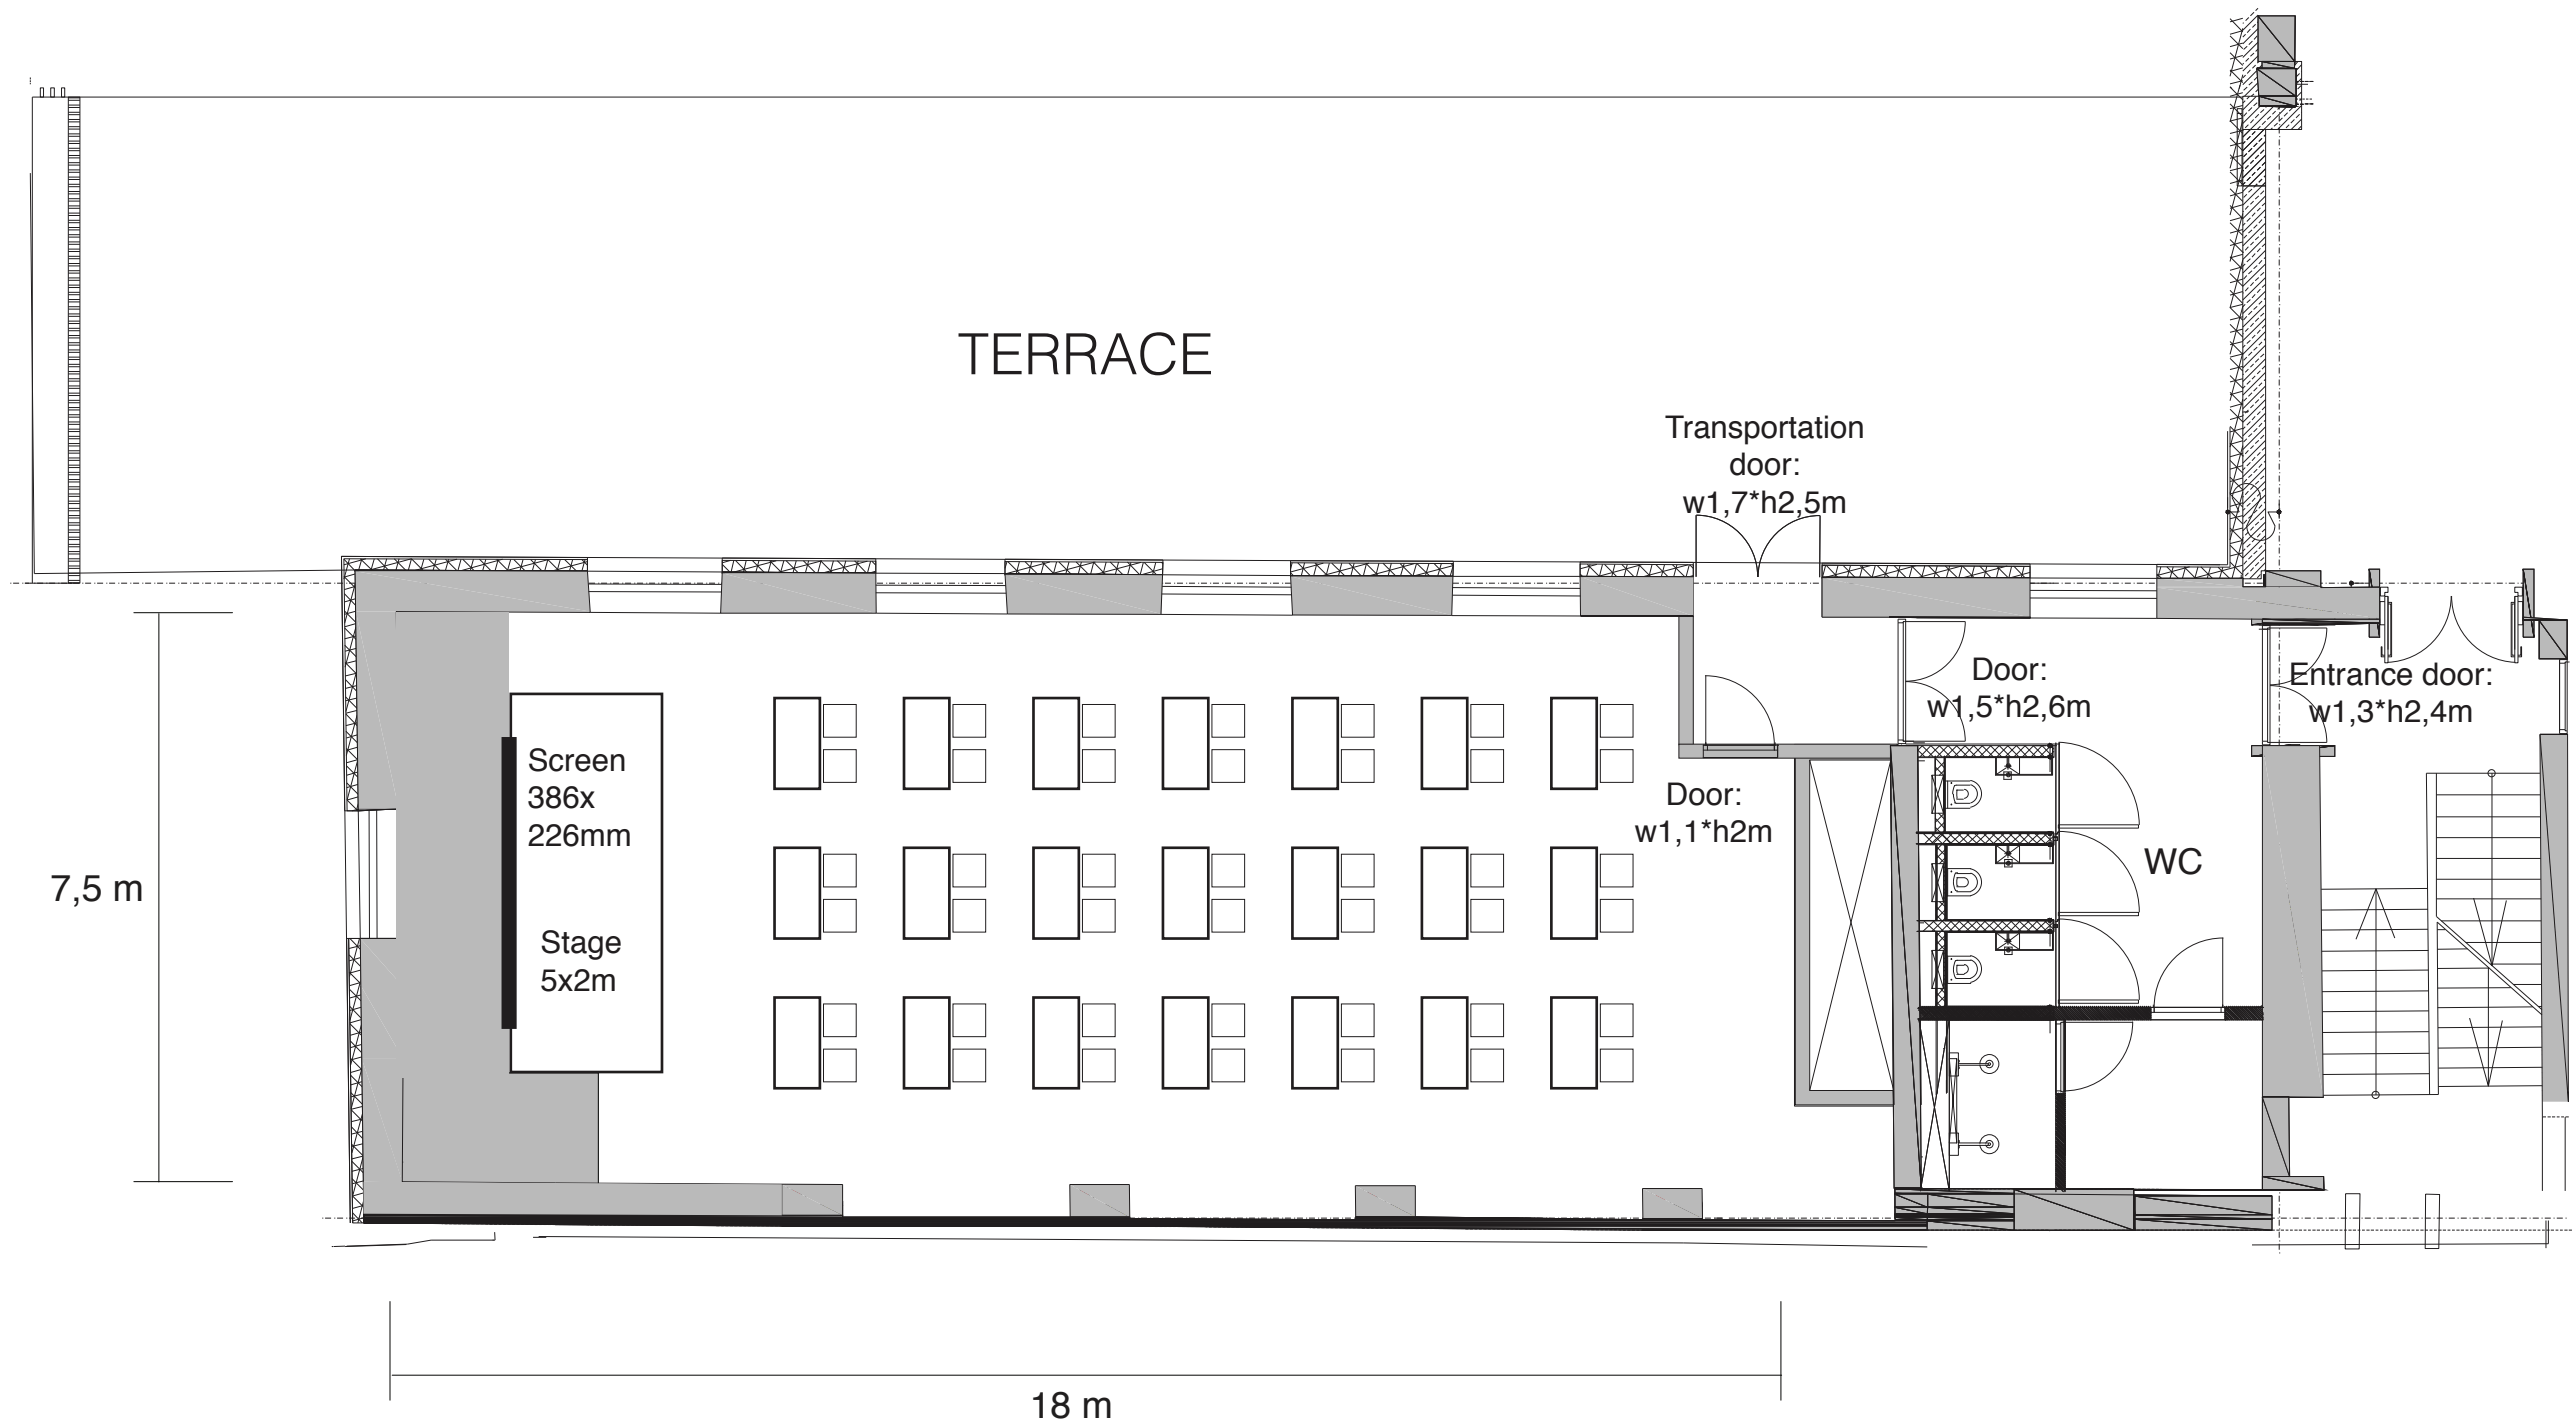 TERRACE
Transportation
door:
w1,7*h2,5m
Door:
w1,5*h2,6m
Entrance door:
w1,3*h2,4m
Screen
386x
226mm
Door:
w1,1*h2m
WC
7,5 m
Stage
5x2m
18 m